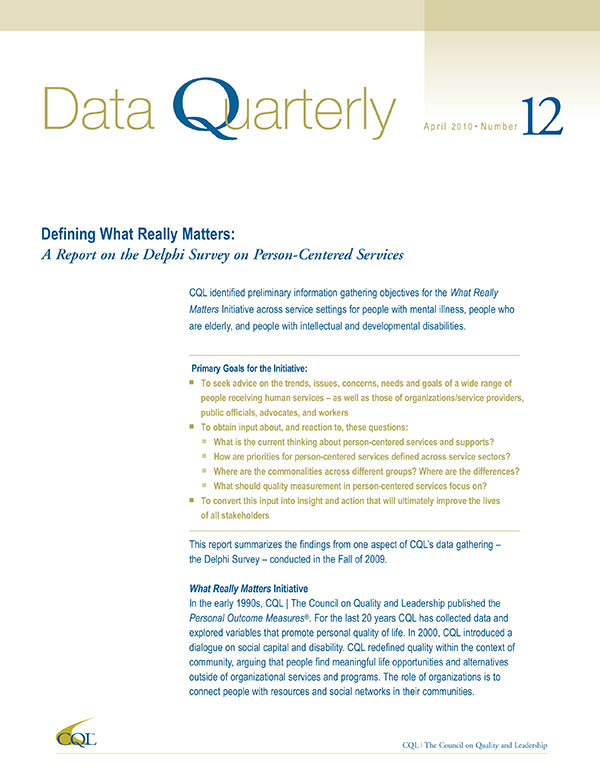 Data Quarterly
April 2010 • Number 12
Defining What Really Matters:
A Report on the Delphi Survey on Person-Centered Services
CQL identified preliminary information gathering objectives for the What Really
Matters Initiative across service settings for people with mental illness, people who
are elderly, and people with intellectual and developmental disabilities.
Primary Goals for the Initiative:
■ To seek advice on the trends, issues, concerns, needs and goals of a wide range of
people receiving human services – as well as those of organizations/service providers,
public officials, advocates, and workers
■ To obtain input about, and reaction to, these questions:
■ What is the current thinking about person-centered services and supports?
■ How are priorities for person-centered services defined across service sectors?
■ Where are the commonalities across different groups? Where are the differences?
■ What should quality measurement in person-centered services focus on?
■ To convert this input into insight and action that will ultimately improve the lives
of all stakeholders
This report summarizes the findings from one aspect of CQL's data gathering –
the Delphi Survey – conducted in the Fall of 2009.
What Really Matters Initiative
In the early 1990s, CQL | The Council on Quality and Leadership published the
Personal Outcome Measures®. For the last 20 years CQL has collected data and
explored variables that promote personal quality of life. In 2000, CQL introduced a
dialogue on social capital and disability. CQL redefined quality within the context of
community, arguing that people find meaningful life opportunities and alternatives
outside of organizational services and programs. The role of organizations is to
connect people with resources and social networks in their communities.
CQL™
CQL | The Council on Quality and Leadership